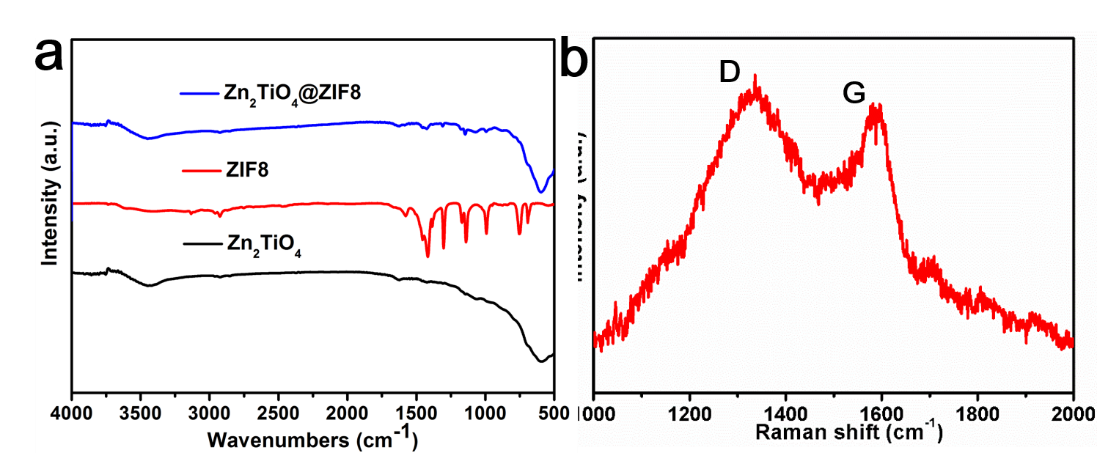 a
Zn2TiO4@ZIF8
ZIF8
Zn2TiO4
Intensity (a.u.)
4000 3500 3000 2500 2000 1500 1000 500
Wavenumbers (cm-1)
b
D
G
1200 1400 1600 1800 2000
Raman shift (cm-1)